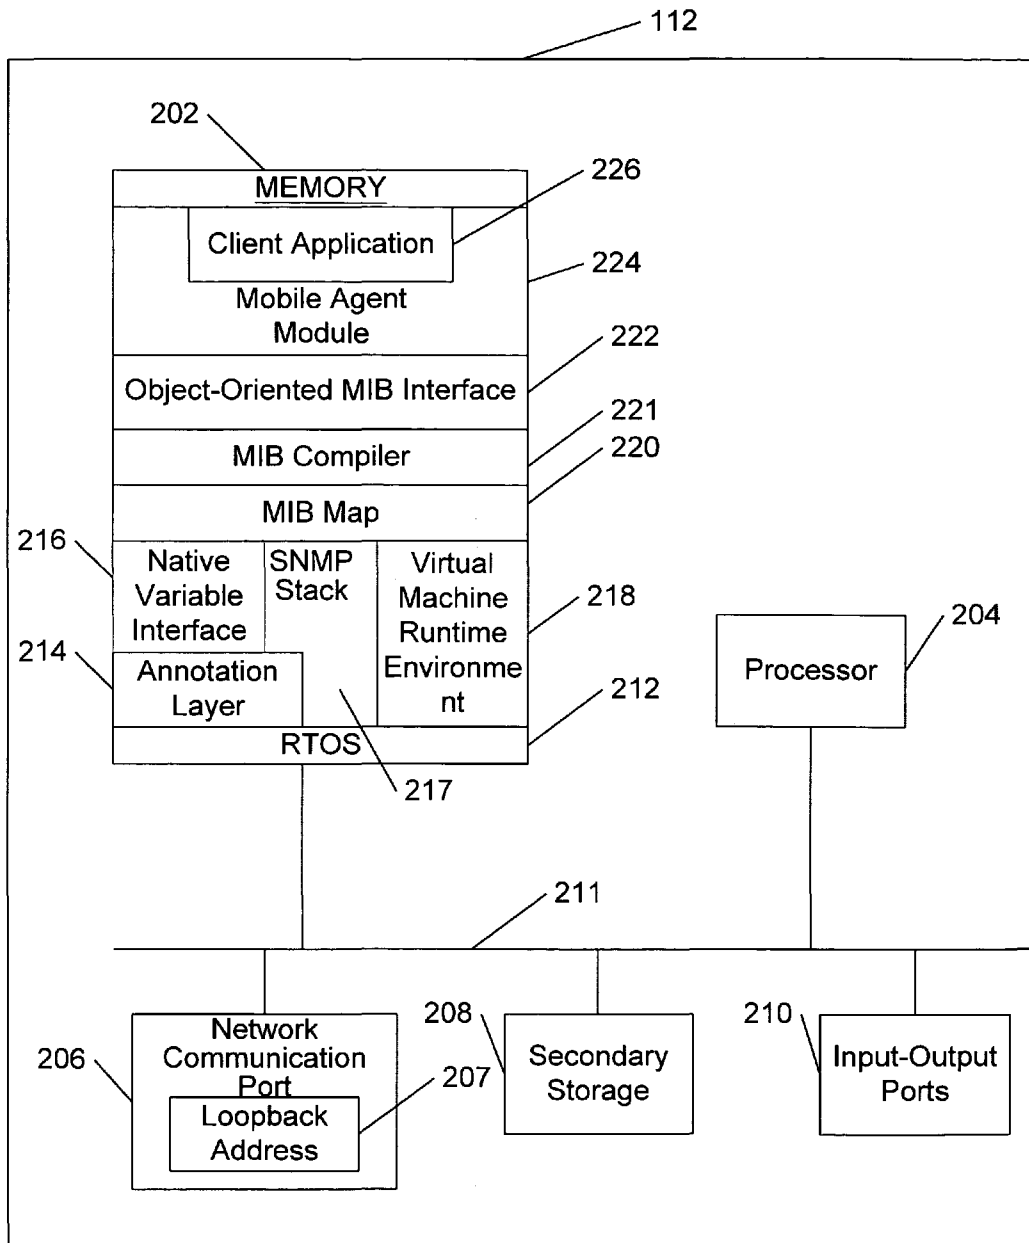 112
202
MEMORY
226
Client Application
224
Mobile Agent
Module
222
Object-Oriented MIB Interface
221
MIB Compiler
220
MIB Map
216
Native
Variable
Interface
SNMP
Stack
Virtual
Machine
Runtime
Environme
nt
218
204
Processor
214
Annotation
Layer
212
RTOS
217
211
206
Network
Communication
Port
207
Loopback
Address
208
Secondary
Storage
210
Input-Output
Ports